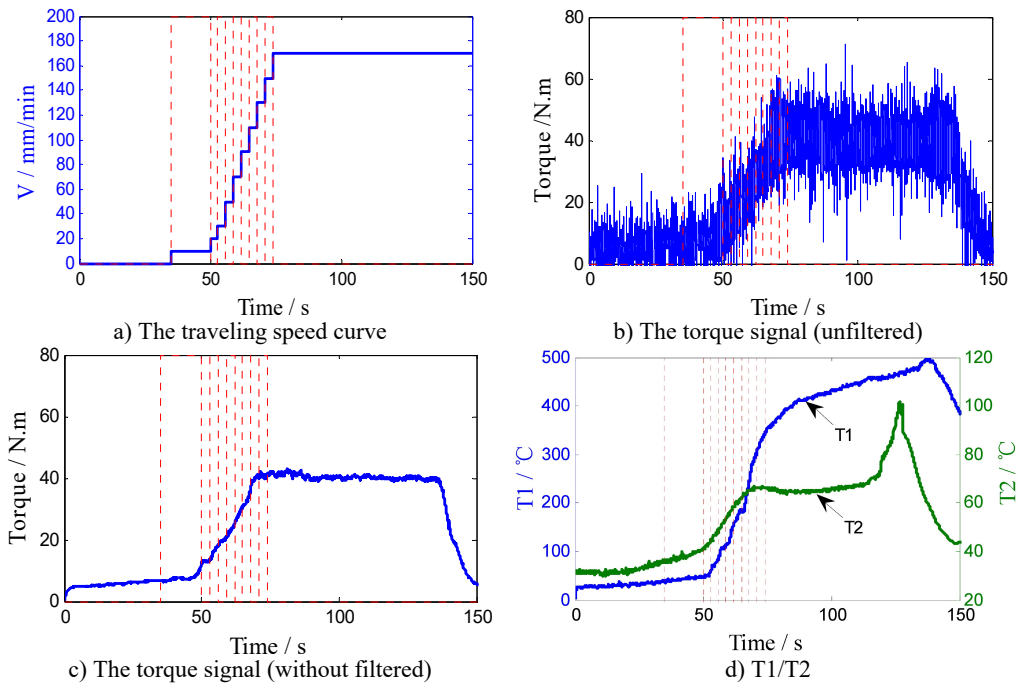 200
180
160
140
120
100
80
60
40
20
0
V / mm/min
0 50 100 150
Time / s
a) The traveling speed curve
80
60
40
20
0
Torque /N.m
0 50 100 150
Time / s
b) The torque signal (unfiltered)
80
60
40
20
0
Torque / N.m
0 50 100 150
Time / s
c) The torque signal (without filtered)
500
400
300
200
100
0
T1 / ℃
T1
T2
120
100
80
60
40
20
T2 / ℃
0 50 100 150
Time / s
d) T1/T2